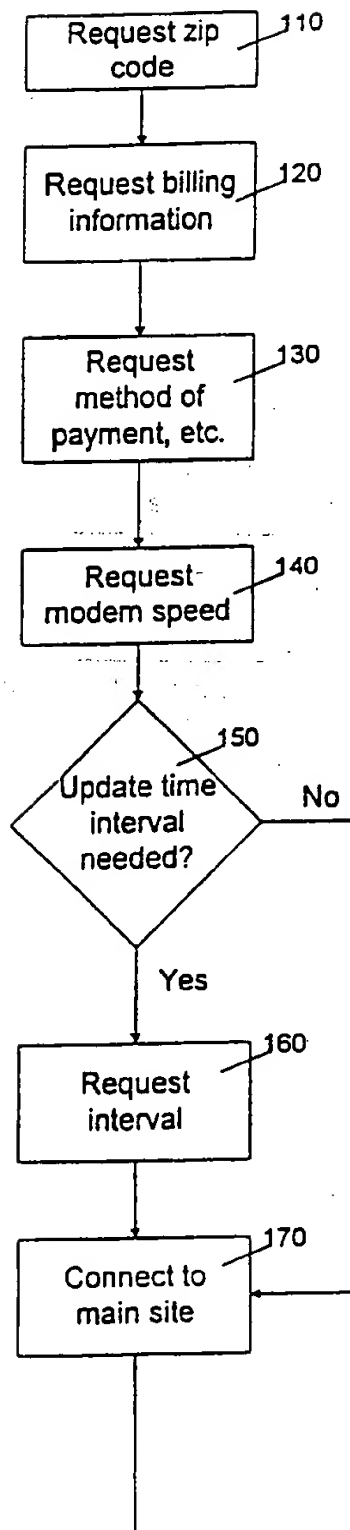 Request zip
code
110
Request billing
information
120
Request
method of
payment, etc.
130
Request
modem speed
140
Update time
interval
needed?
150
No
Yes
Request
interval
160
Connect to
main site
170